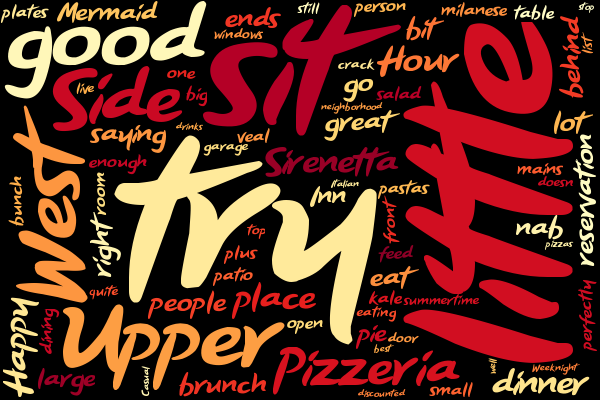 plates
Mermaid
good
ends
windows
still
person
bit
milanese
table
stop
list
behind
Side
live
one
big
Sit
crack
Hour
go
salad
neighborhood
great
little
lot
saying
drinks
garage
veal
enough
Sirenetta
Inn
Italian
pastas
mains
doesn
reservation
bunch
West
right
room
try
top
plus
patio
front
feed
eat
nab
pizzas
kale
summertime
eating
quite
people
place
Happy
dining
Upper
open
pie
door
best
perfectly
large
Casual
brunch
Pizzeria
discounted
small
well
Weeknight
dinner